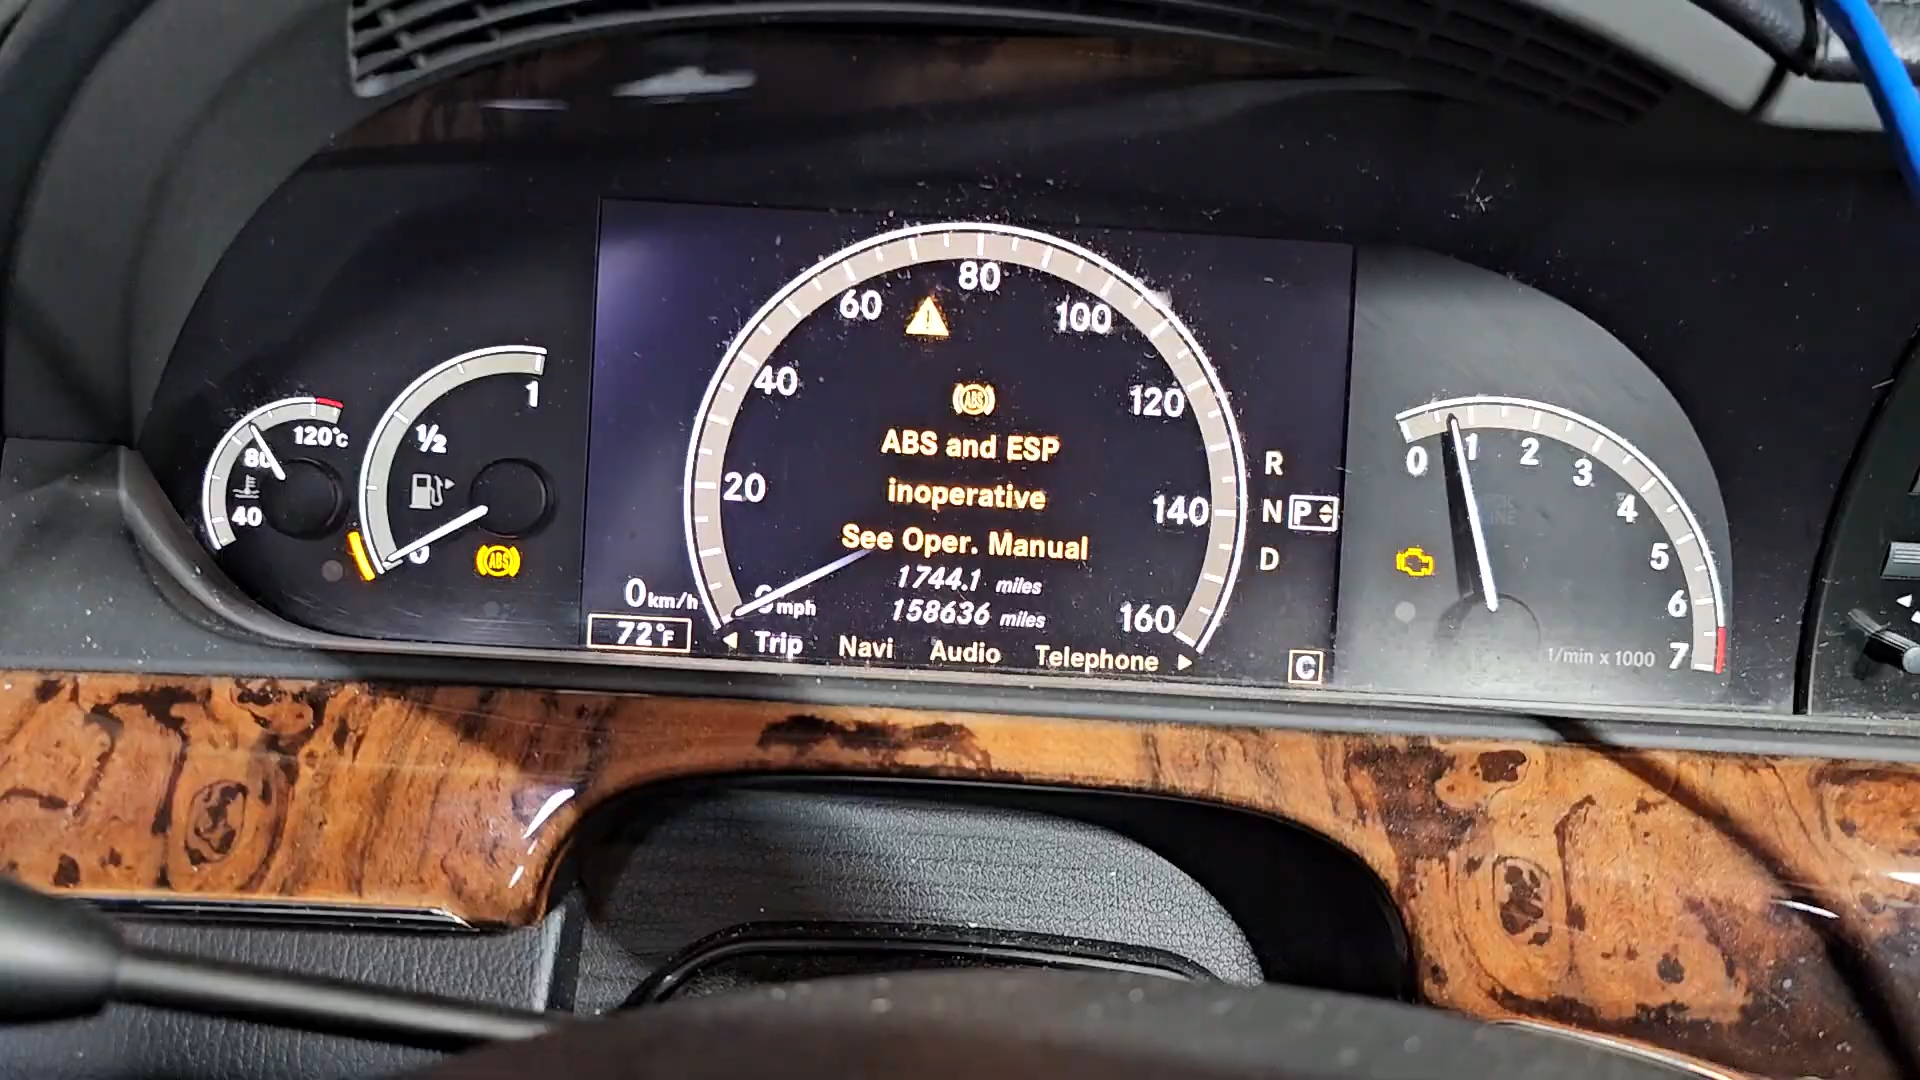 1
½
120°C
80
40
0
ABS
80
60
100
40
120
20
140
0 mph
160
ABS
ABS and ESP
inoperative
See Oper. Manual
1744.1 miles
158636 miles
0 km/h
72°F
Trip Navi Audio Telephone
R
N P
D
C
0 1 2 3 4 5 6 7
1/min x 1000